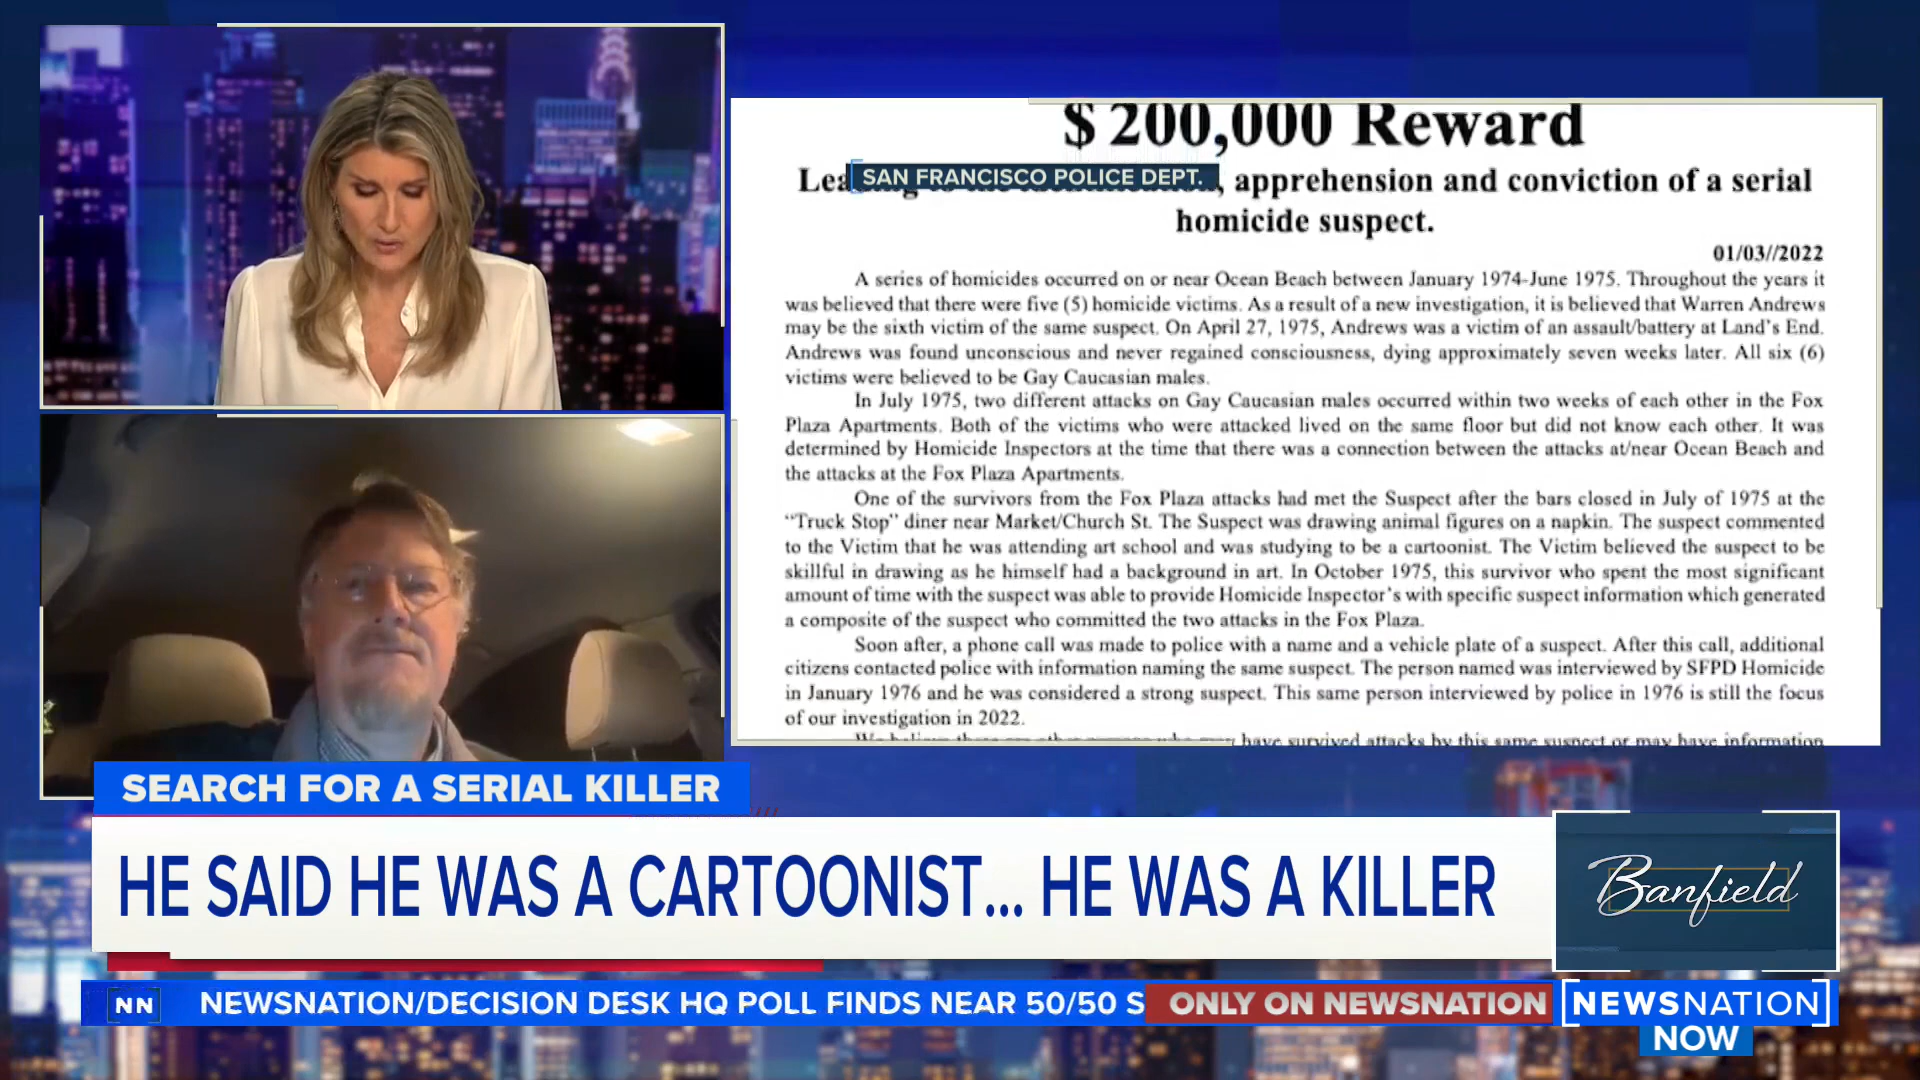 $ 200,000 Reward
SAN FRANCISCO POLICE DEPT.
, apprehension and conviction of a serial
homicide suspect.
01/03//2022
A series of homicides occurred on or near Ocean Beach between January 1974-June 1975. Throughout the years it
was believed that there were five (5) homicide victims. As a result of a new investigation, it is believed that Warren Andrews
may be the sixth victim of the same suspect. On April 27, 1975, Andrews was a victim of an assault/battery at Land's End.
Andrews was found unconscious and never regained consciousness, dying approximately seven weeks later. All six (6)
victims were believed to be Gay Caucasian males.
In July 1975, two different attacks on Gay Caucasian males occurred within two weeks of each other in the Fox
Plaza Apartments. Both of the victims who were attacked lived on the same floor but did not know each other. It was
determined by Homicide Inspectors at the time that there was a connection between the attacks at/near Ocean Beach and
the attacks at the Fox Plaza Apartments.
One of the survivors from the Fox Plaza attacks had met the Suspect after the bars closed in July of 1975 at the
"Truck Stop" diner near Market/Church St. The Suspect was drawing animal figures on a napkin. The suspect commented
to the Victim that he was attending art school and was studying to be a cartoonist. The Victim believed the suspect to be
skillful in drawing as he himself had a background in art. In October 1975, this survivor who spent the most significant
amount of time with the suspect was able to provide Homicide Inspector's with specific suspect information which generated
a composite of the suspect who committed the two attacks in the Fox Plaza.
Soon after, a phone call was made to police with a name and a vehicle plate of a suspect. After this call, additional
citizens contacted police with information naming the same suspect. The person named was interviewed by SFPD Homicide
in January 1976 and he was considered a strong suspect. This same person interviewed by police in 1976 is still the focus
of our investigation in 2022.
have survived attacks by this same suspect or may have information
SEARCH FOR A SERIAL KILLER
HE SAID HE WAS A CARTOONIST... HE WAS A KILLER
Banfield
NN NEWSNATION/DECISION DESK HQ POLL FINDS NEAR 50/50 S
ONLY ON NEWSNATION
NEWSNATION
NOW